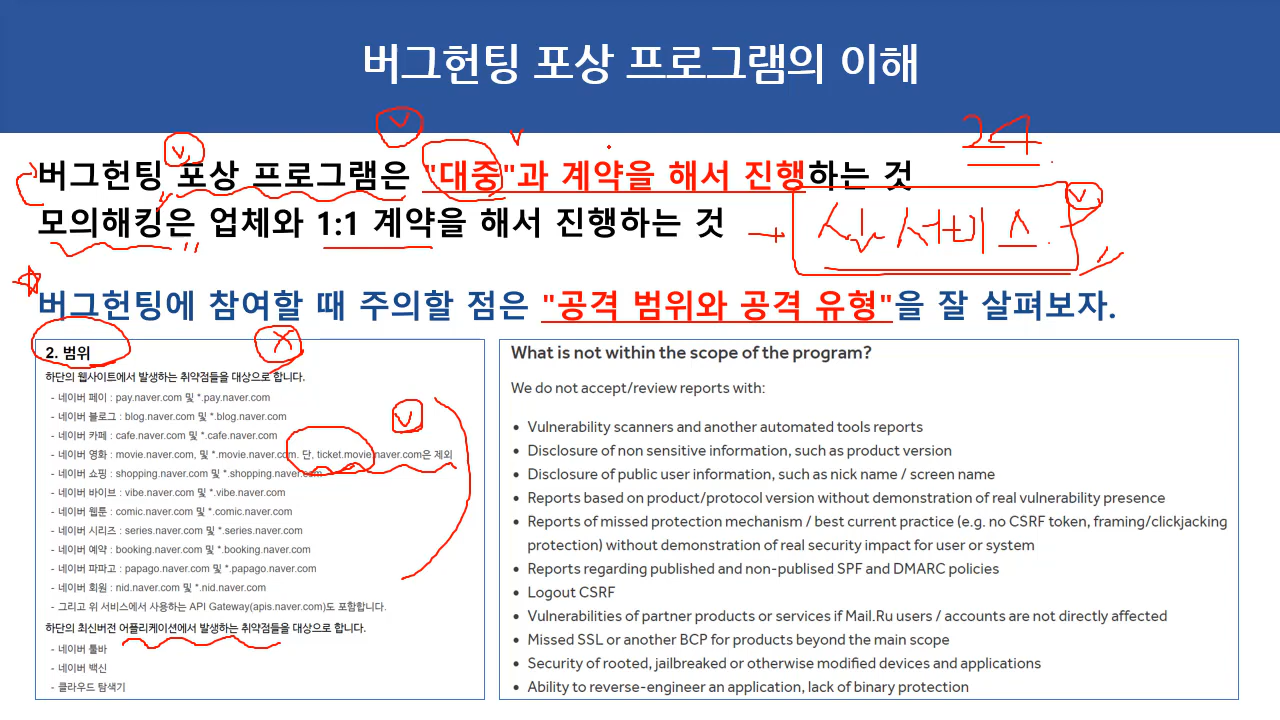 버그헌팅 포상 프로그램의 이해
24
버그헌팅 포상 프로그램은 "대중"과 계약을 해서 진행하는 것
모의해킹은 업체와 1:1 계약을 해서 진행하는 것
서비스
버그헌팅에 참여할 때 주의할 점은 "공격 범위와 공격 유형"을 잘 살펴보자.
2. 범위
하단의 웹사이트에서 발생하는 취약점들을 대상으로 합니다.
- 네이버 페이 : pay.naver.com 및 *.pay.naver.com
- 네이버 블로그 : blog.naver.com 및 *.blog.naver.com
- 네이버 카페 : cafe.naver.com 및 *.cafe.naver.com
- 네이버 영화 : movie.naver.com, 및 *.movie.naver.com. 단, ticket.movie.naver.com은 제외
- 네이버 쇼핑 : shopping.naver.com 및 *.shopping.naver.com
- 네이버 바이브 : vibe.naver.com 및 *.vibe.naver.com
- 네이버 웹툰 : comic.naver.com 및 *.comic.naver.com
- 네이버 시리즈 : series.naver.com 및 *.series.naver.com
- 네이버 예약 : booking.naver.com 및 *.booking.naver.com
- 네이버 파파고 : papago.naver.com 및 *.papago.naver.com
- 네이버 회원 : nid.naver.com 및 *.nid.naver.com
- 그리고 위 서비스에서 사용하는 API Gateway(apis.naver.com)도 포함합니다.
하단의 최신버전 어플리케이션에서 발생하는 취약점들을 대상으로 합니다.
- 네이버 툴바
- 네이버 백신
- 클라우드 탐색기
What is not within the scope of the program?
We do not accept/review reports with:
• Vulnerability scanners and another automated tools reports
• Disclosure of non sensitive information, such as product version
• Disclosure of public user information, such as nick name / screen name
• Reports based on product/protocol version without demonstration of real vulnerability presence
• Reports of missed protection mechanism / best current practice (e.g. no CSRF token, framing/clickjacking
protection) without demonstration of real security impact for user or system
• Reports regarding published and non-publised SPF and DMARC policies
• Logout CSRF
• Vulnerabilities of partner products or services if Mail.Ru users / accounts are not directly affected
• Missed SSL or another BCP for products beyond the main scope
• Security of rooted, jailbreaked or otherwise modified devices and applications
• Ability to reverse-engineer an application, lack of binary protection